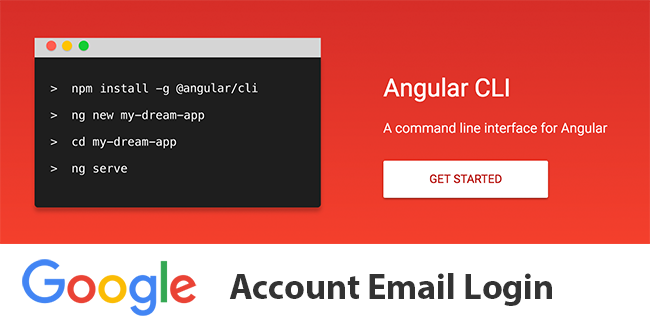 > npm install -g @angular/cli
> ng new my-dream-app
> cd my-dream-app
> ng serve
Angular CLI
A command line interface for Angular
GET STARTED
Google Account Email Login